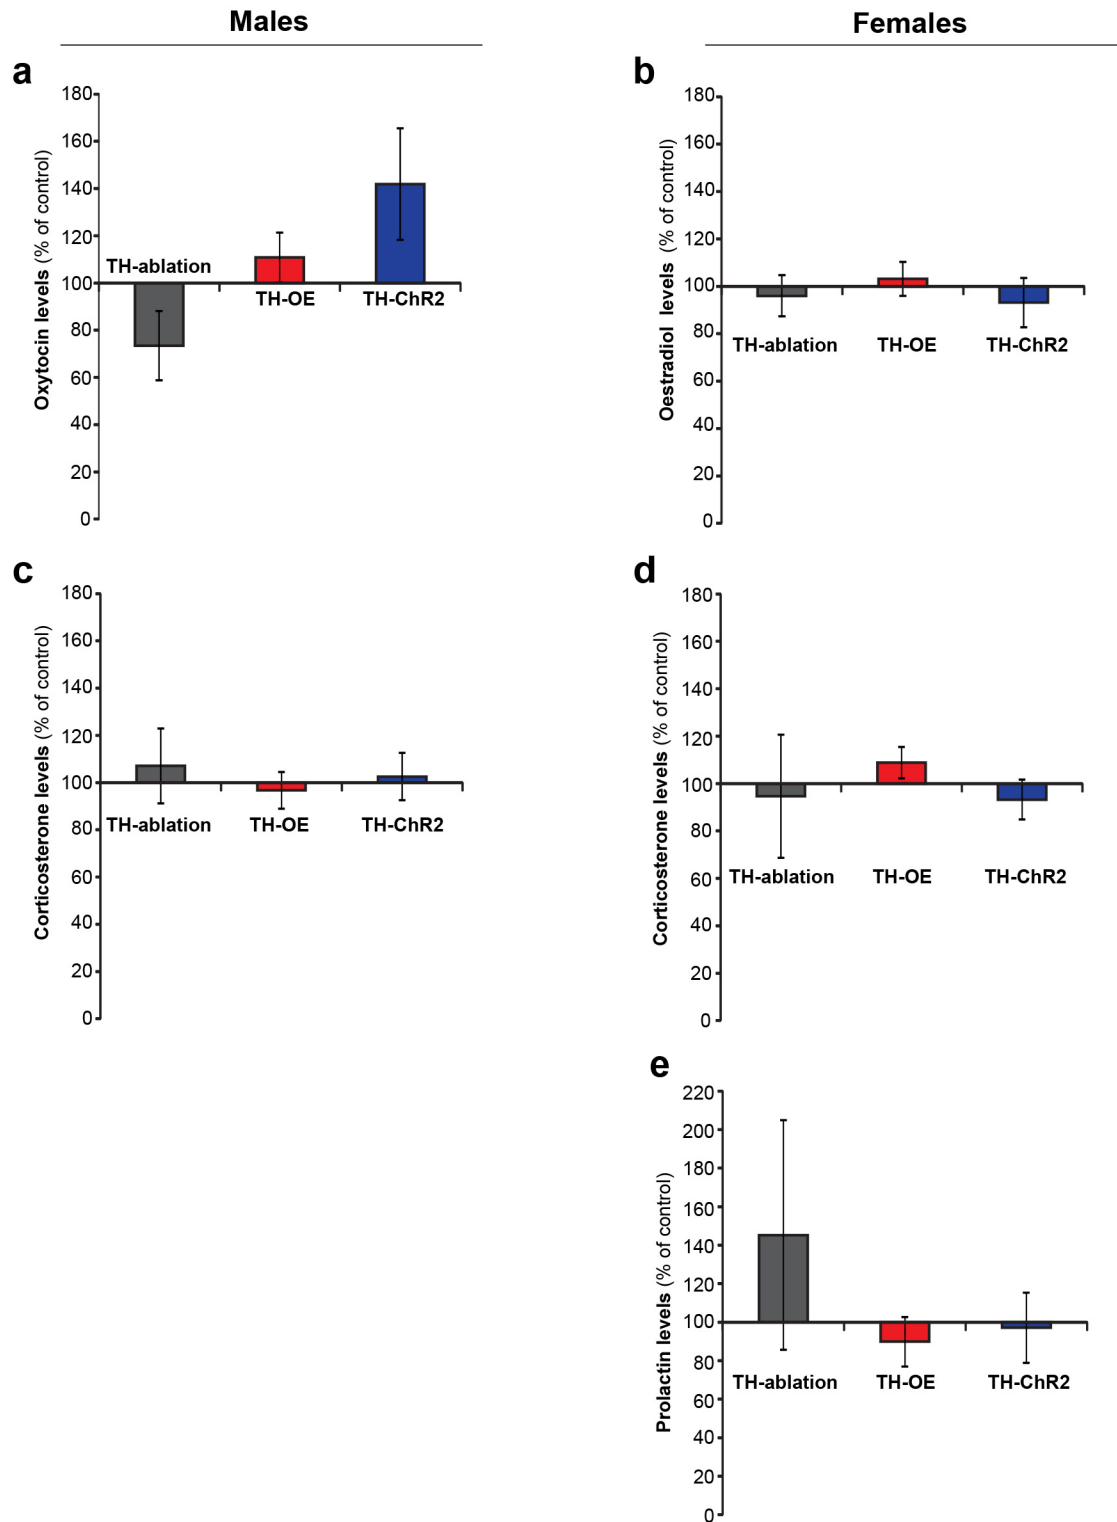 Males
Females
a
Oxytocin levels (% of control)
180
160
140
120
100
80
60
40
20
0
TH-ablation
TH-OE
TH-ChR2
b
Oestradiol levels (% of control)
180
160
140
120
100
80
60
40
20
0
TH-ablation
TH-OE
TH-ChR2
c
Corticosterone levels (% of control)
180
160
140
120
100
80
60
40
20
0
TH-ablation
TH-OE
TH-ChR2
d
Corticosterone levels (% of control)
180
160
140
120
100
80
60
40
20
0
TH-ablation
TH-OE
TH-ChR2
e
Prolactin levels (% of control)
220
200
180
160
140
120
100
80
60
40
20
0
TH-ablation
TH-OE
TH-ChR2